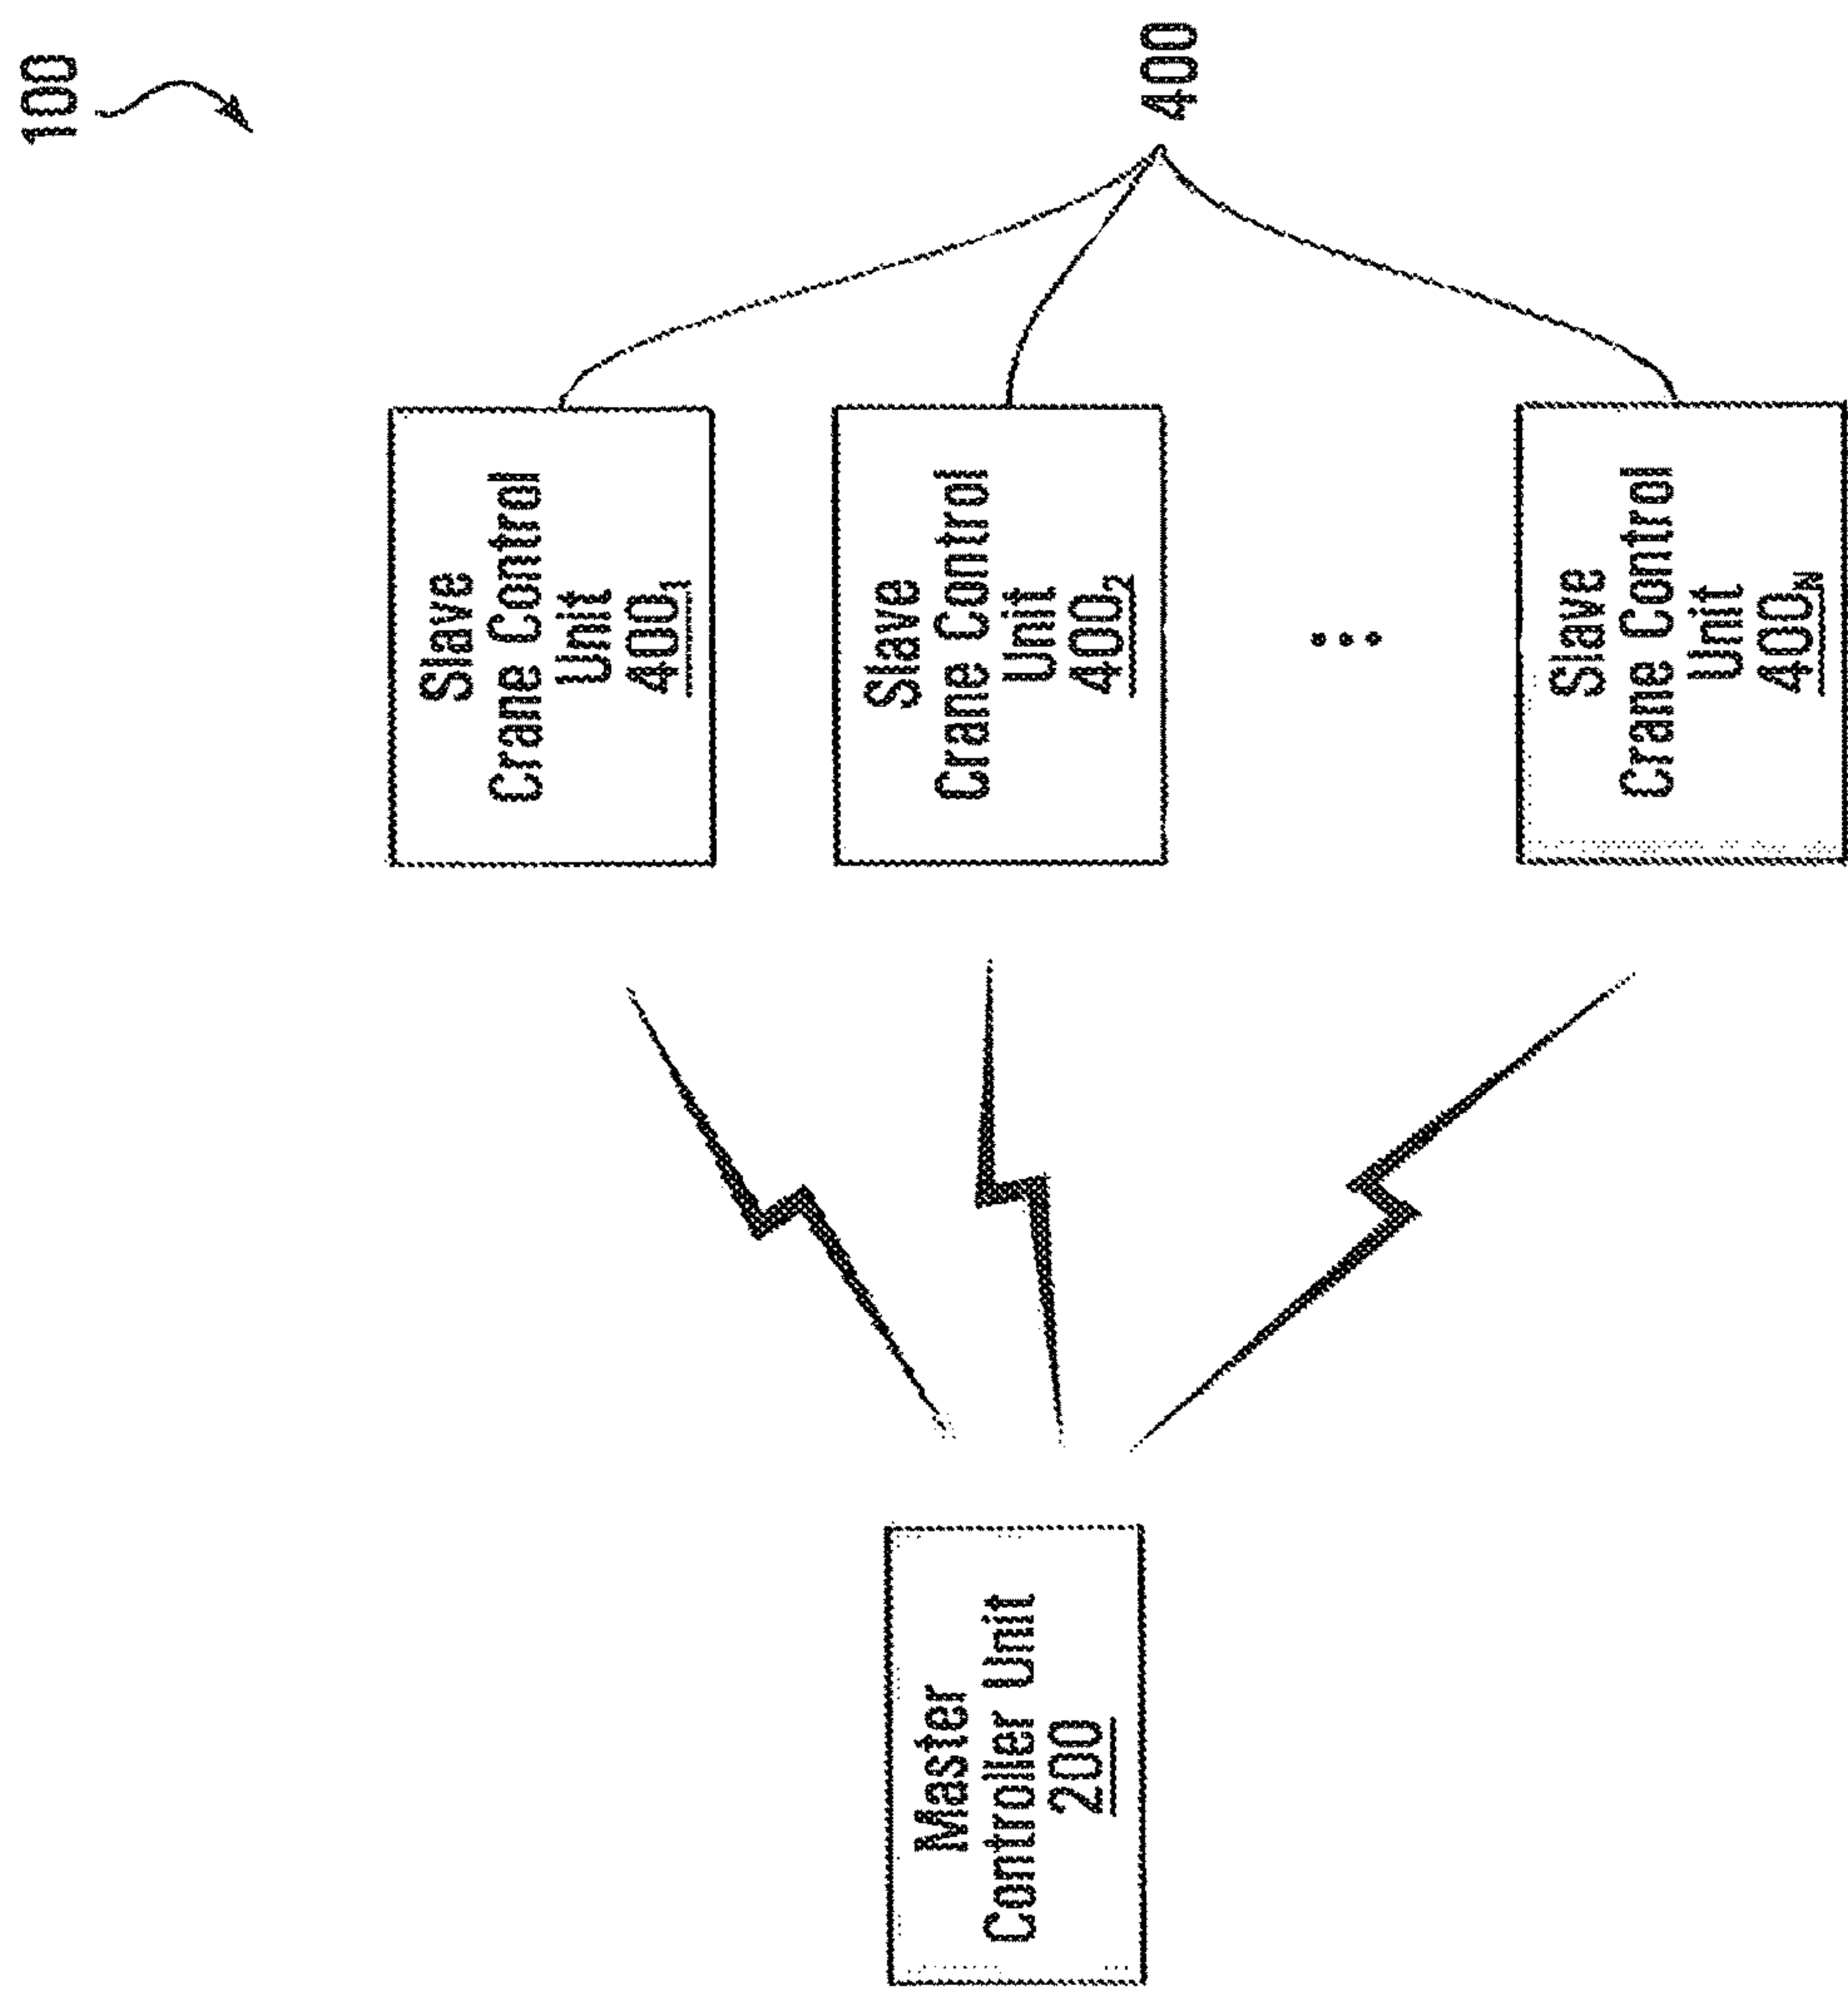 100
Slave
Crane Control
Unit
400₁
Slave
Crane Control
Unit
400₂
...
Slave
Crane Control
Unit
400N
400
Master
Controller Unit
200